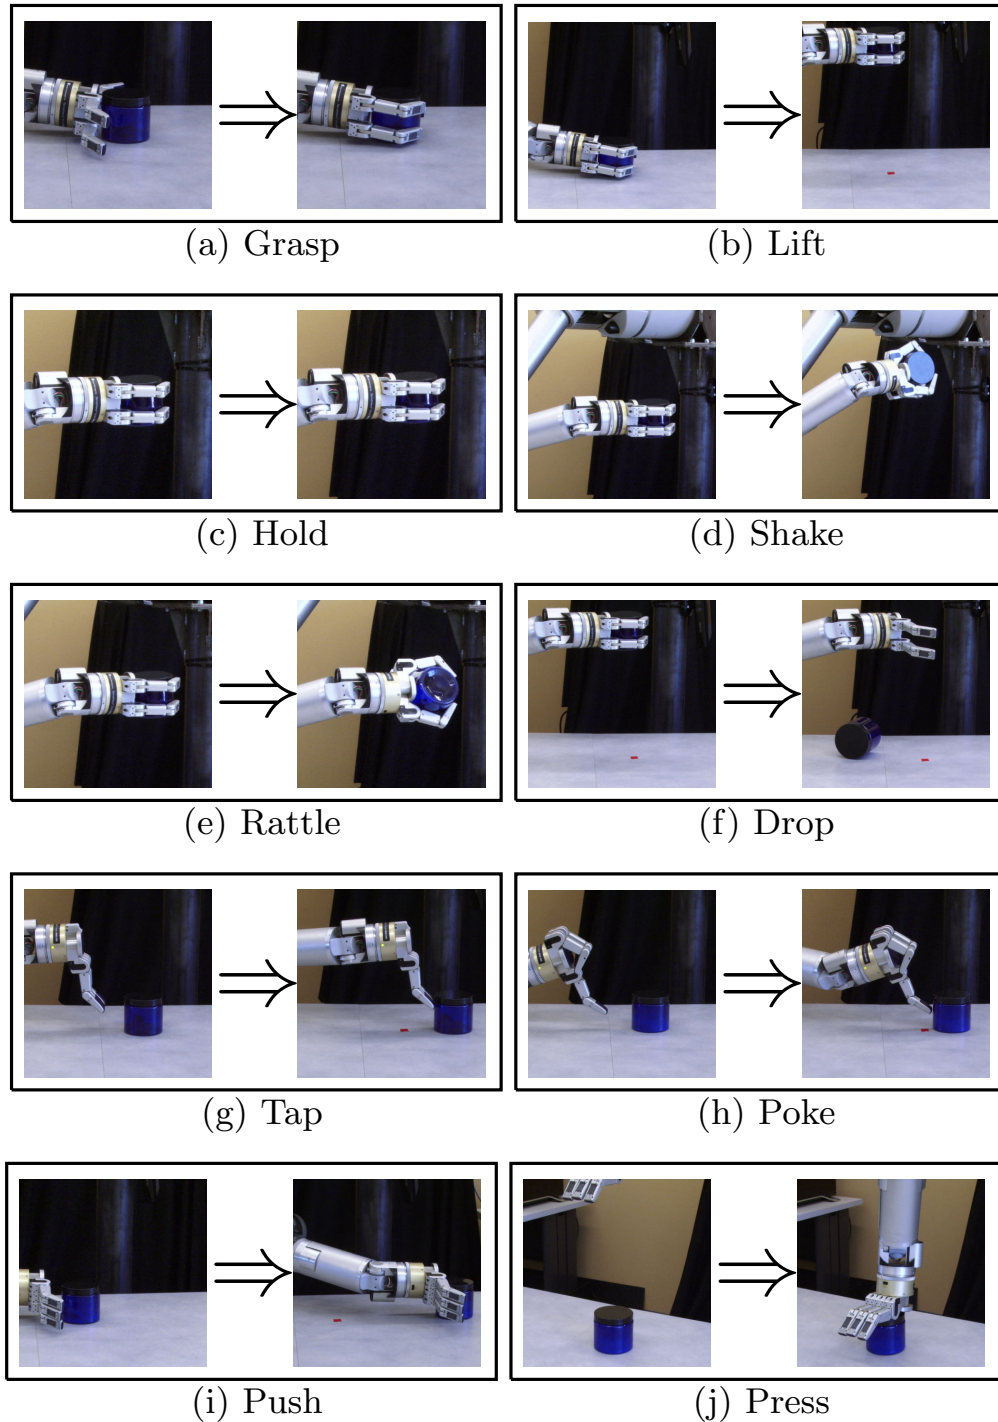 (a) Grasp
(b) Lift
(c) Hold
(d) Shake
(e) Rattle
(f) Drop
(g) Tap
(h) Poke
(i) Push
(j) Press